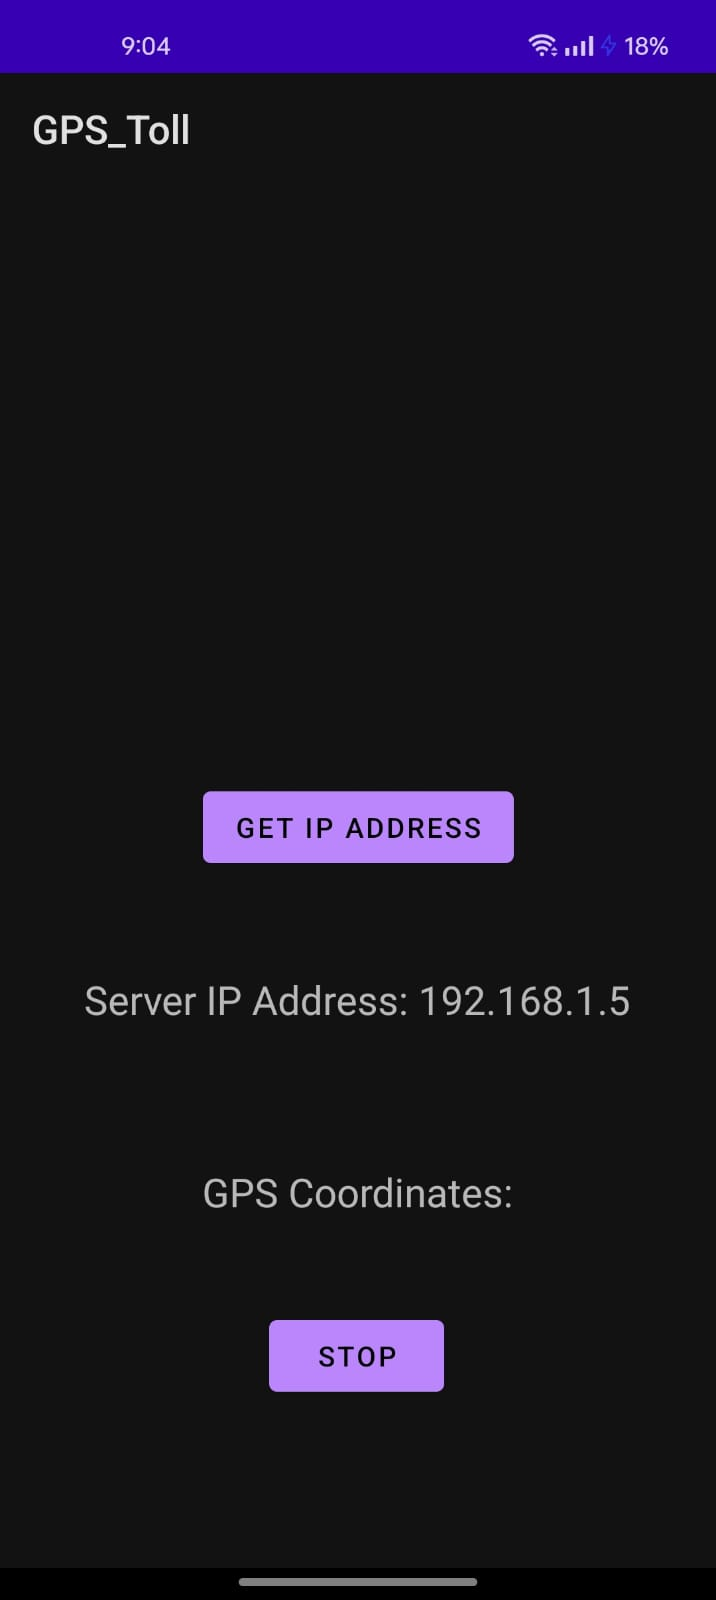 9:04 18%
GPS_Toll
GET IP ADDRESS
Server IP Address: 192.168.1.5
GPS Coordinates:
STOP